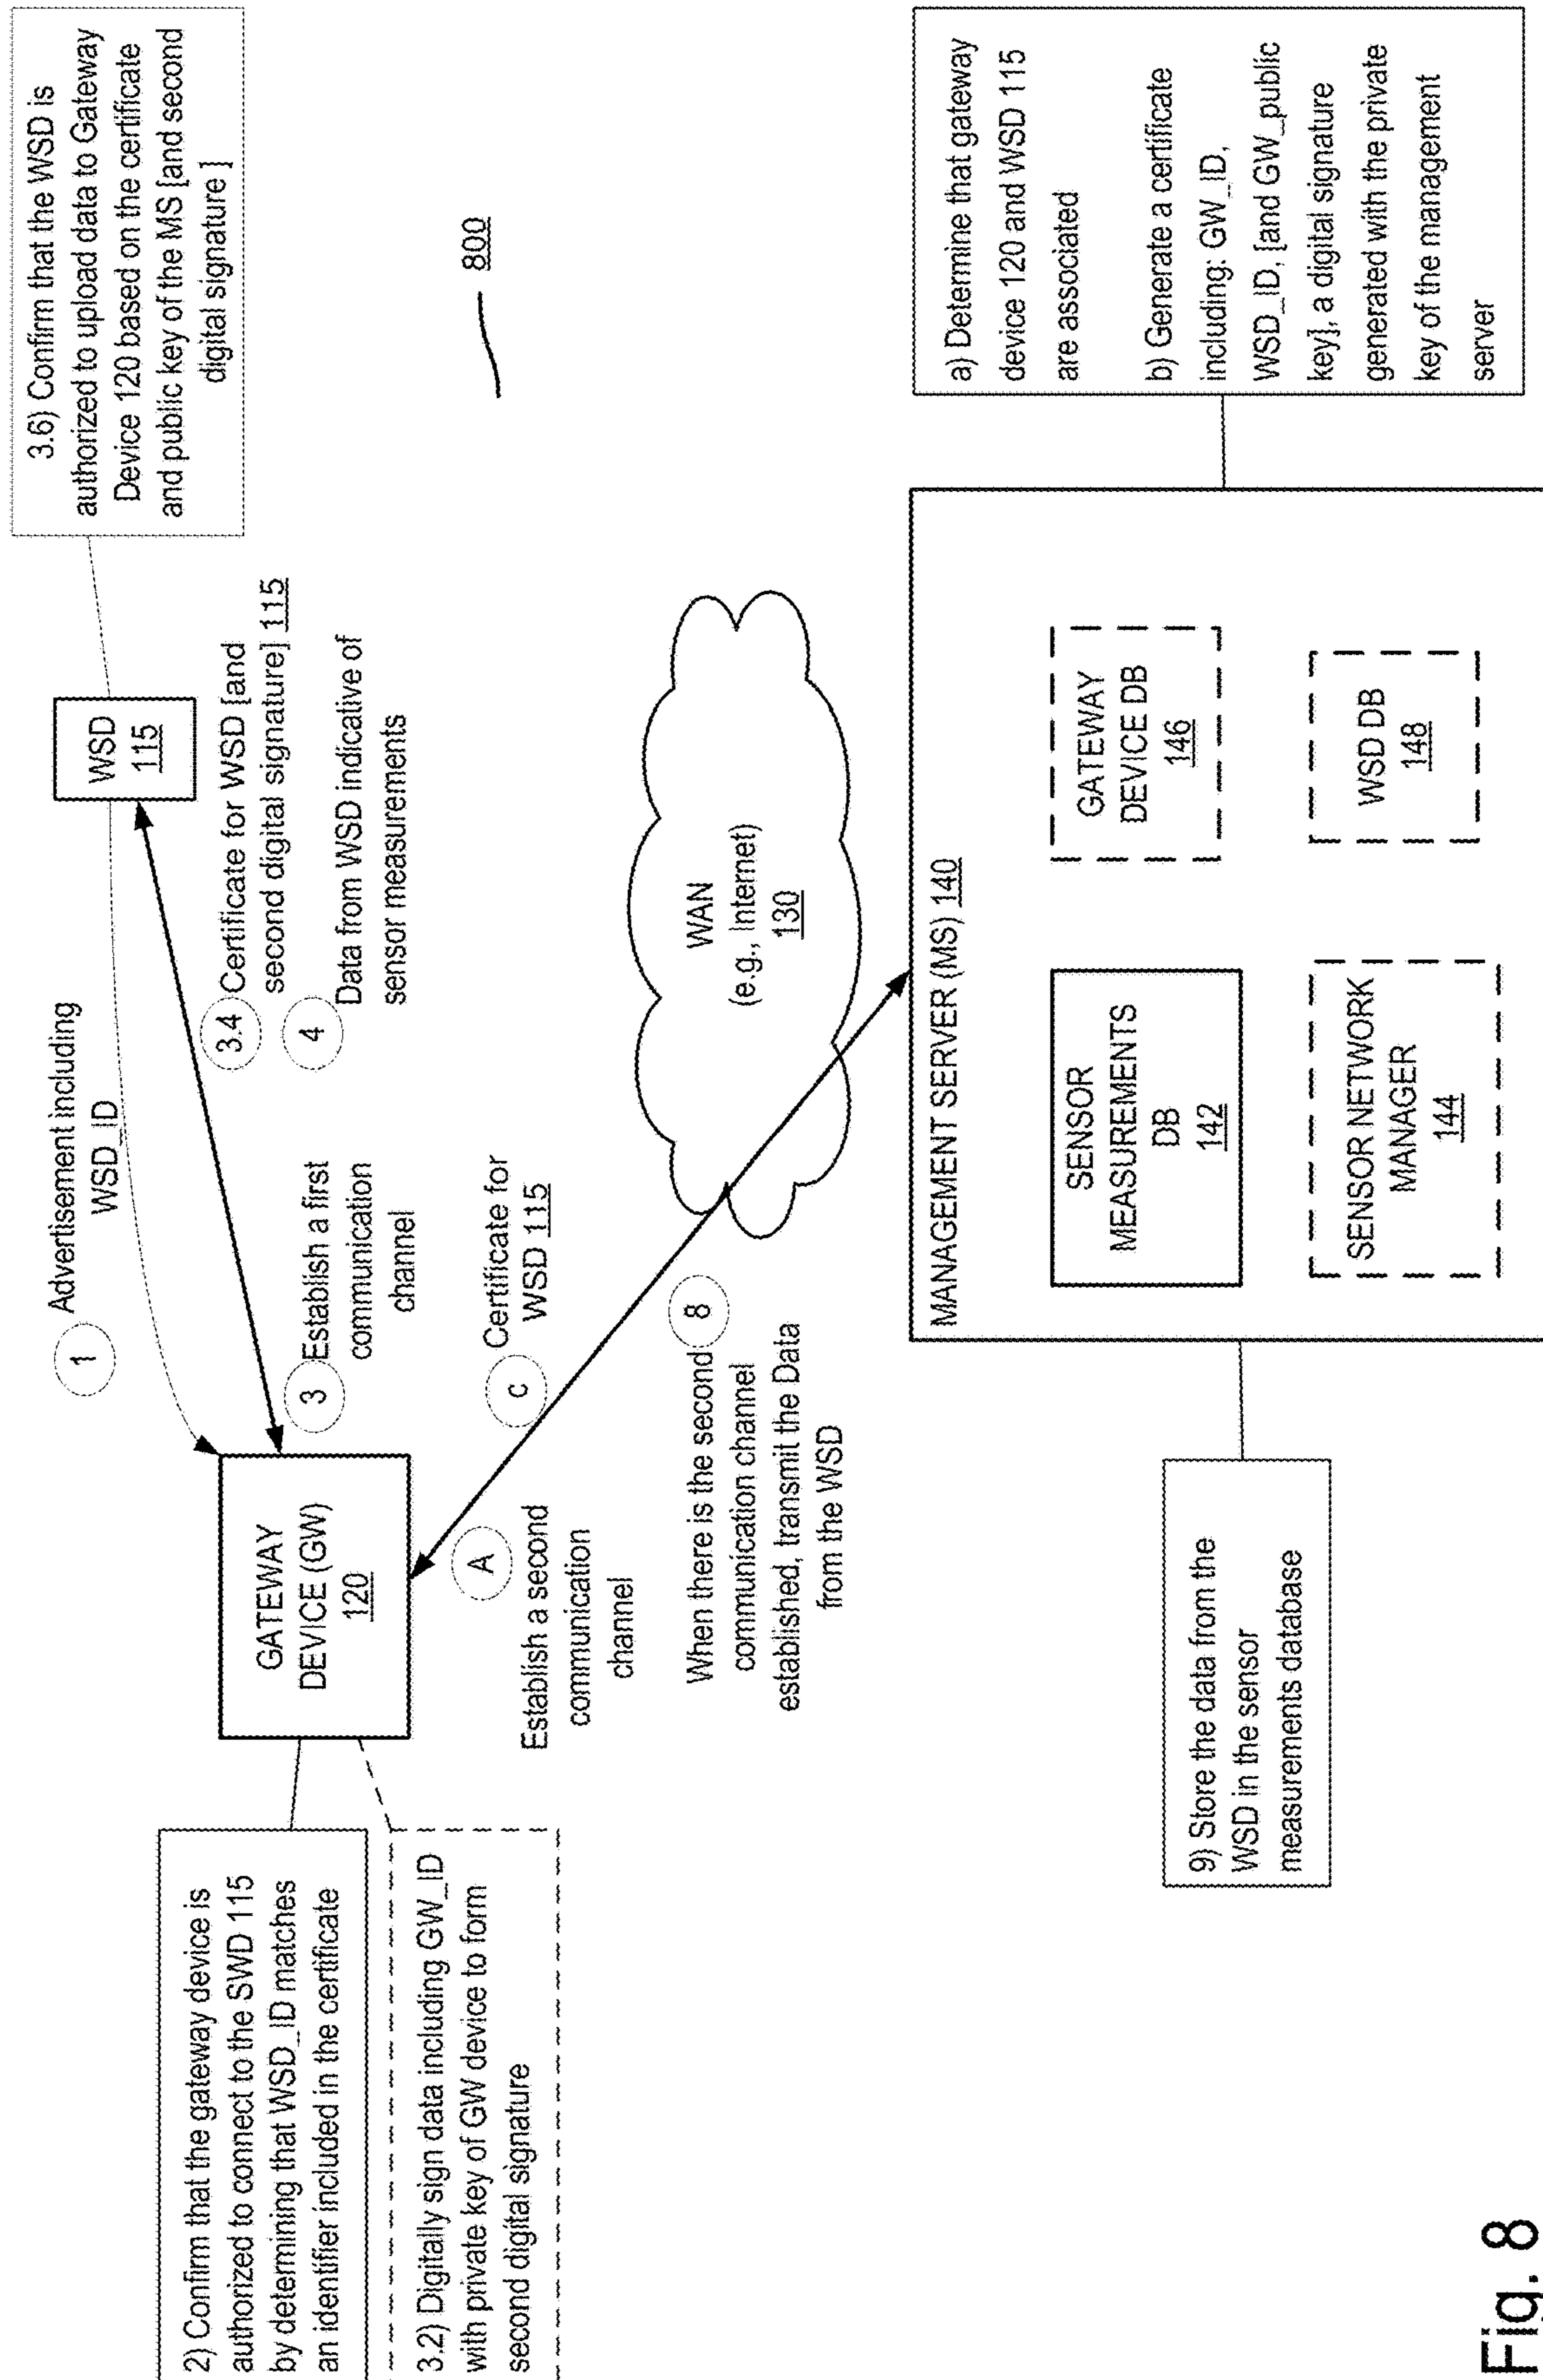 1
Advertisement including
WSD_ID
WSD
115
3.6) Confirm that the WSD is
authorized to upload data to Gateway
Device 120 based on the certificate
and public key of the MS [and second
digital signature ]
800
2) Confirm that the gateway device is
authorized to connect to the SWD 115
by determining that WSD_ID matches
an identifier included in the certificate
3.2) Digitally sign data including GW_ID
with private key of GW device to form
second digital signature
GATEWAY
DEVICE (GW)
120
3
Establish a first
communication
channel
3.4
Certificate for WSD [and
second digital signature] 115
4
Data from WSD indicative of
sensor measurements
A
Establish a second
communication
channel
c
Certificate for
WSD 115
8
When there is the second
communication channel
established, transmit the Data
from the WSD
WAN
(e.g., Internet)
130
MANAGEMENT SERVER (MS) 140
SENSOR
MEASUREMENTS
DB
142
GATEWAY
DEVICE DB
146
SENSOR NETWORK
MANAGER
144
WSD DB
148
a) Determine that gateway
device 120 and WSD 115
are associated
b) Generate a certificate
including: GW_ID,
WSD_ID, [and GW_public
key], a digital signature
generated with the private
key of the management
server
9) Store the data from the
WSD in the sensor
measurements database
Fig. 8